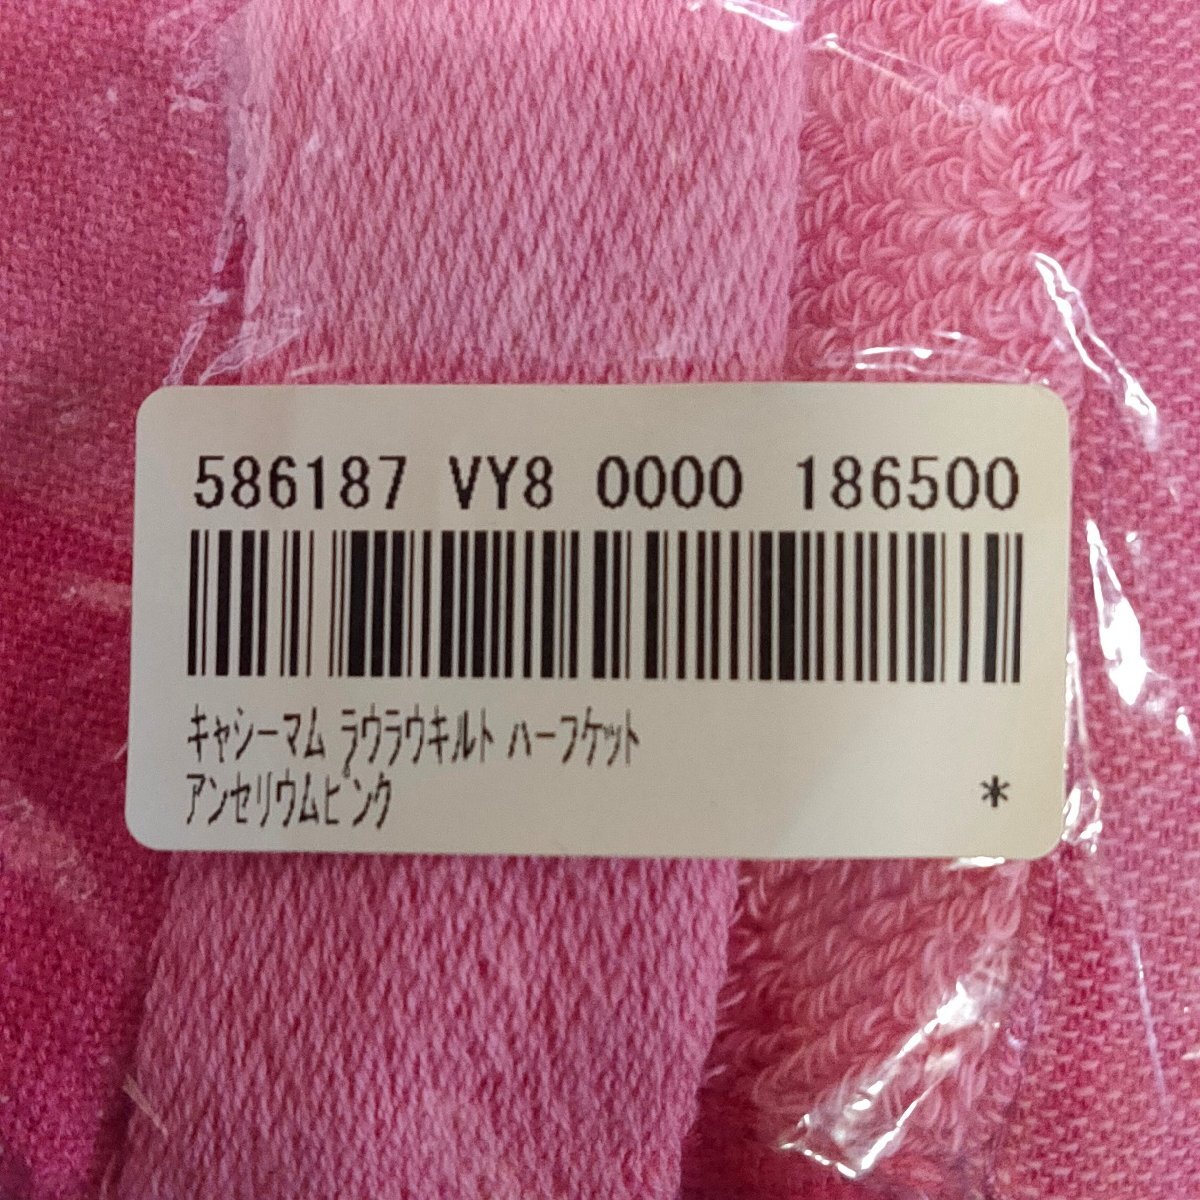 586187 VY8 0000 186500
キャシーマム ラウラウキルト ハーフケット
アンセリウムピンク
*